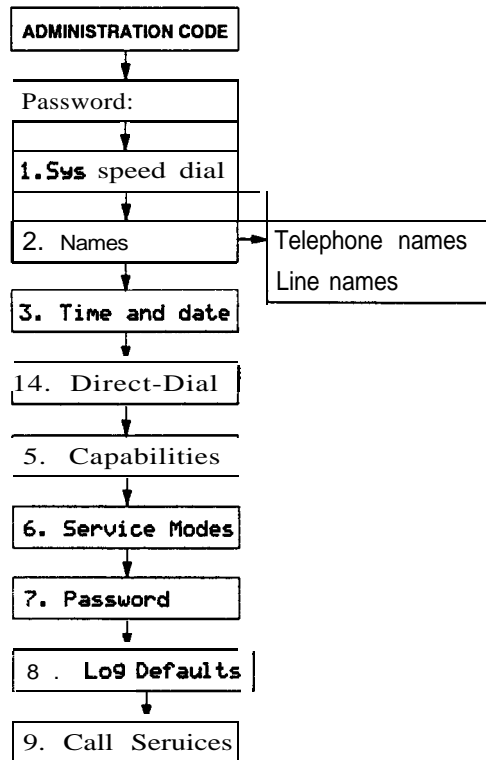 ADMINISTRATION CODE
Password:
1.Sys speed dial
2. Names
Telephone names
Line names
3. Time and date
14. Direct-Dial
5. Capabilities
6. Service Modes
7. Password
8 . Log Defaults
9. Call Seruices